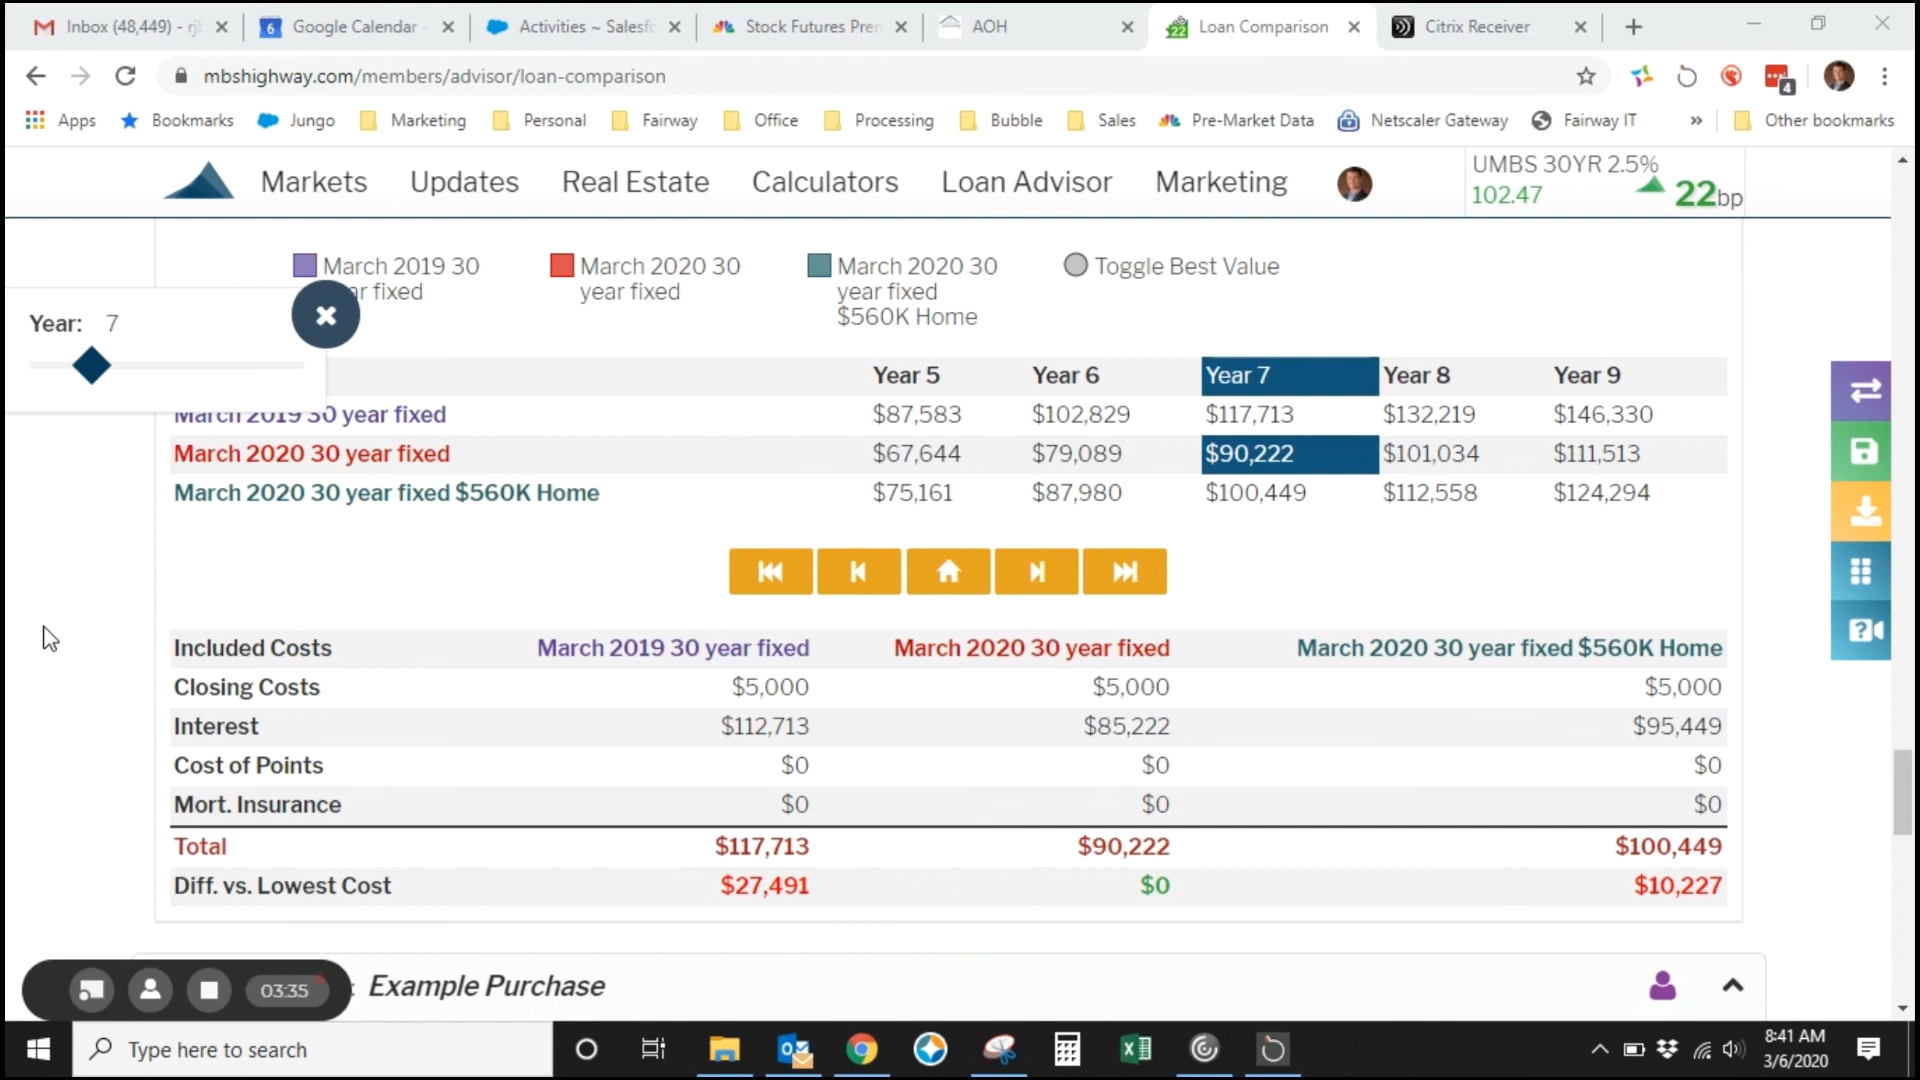 Inbox (48,449) - rj
Google Calendar -
Activities ~ Salesfo
Stock Futures Pren
AOH
Loan Comparison
Citrix Receiver
mbshighway.com/members/advisor/loan-comparison
4
Apps
Bookmarks
Jungo
Marketing
Personal
Fairway
Office
Processing
Bubble
Sales
Pre-Market Data
Netscaler Gateway
Fairway IT
»
Other bookmarks
Markets
Updates
Real Estate
Calculators
Loan Advisor
Marketing
UMBS 30YR 2.5%
102.47
22bp
March 2019 30
ar fixed
March 2020 30
year fixed
March 2020 30
year fixed
$560K Home
Toggle Best Value
Year: 7
Year 5 Year 6 Year 7 Year 8 Year 9
March 2019 30 year fixed $87,583 $102,829 $117,713 $132,219 $146,330
March 2020 30 year fixed $67,644 $79,089 $90,222 $101,034 $111,513
March 2020 30 year fixed $560K Home $75,161 $87,980 $100,449 $112,558 $124,294
Included Costs March 2019 30 year fixed March 2020 30 year fixed March 2020 30 year fixed $560K Home
Closing Costs $5,000 $5,000 $5,000
Interest $112,713 $85,222 $95,449
Cost of Points $0 $0 $0
Mort. Insurance $0 $0 $0
Total $117,713 $90,222 $100,449
Diff. vs. Lowest Cost $27,491 $0 $10,227
03:35
: Example Purchase
Type here to search
8:41 AM
3/6/2020